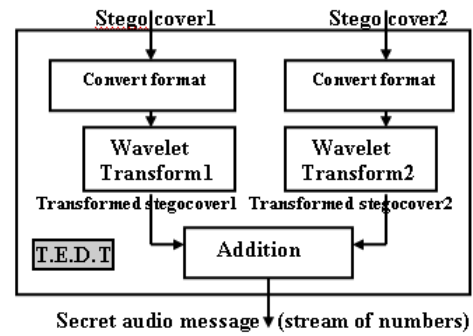 Stego cover1 Stego cover2
Convert format Convert format
Wavelet Transform1 Wavelet Transform2
Transformed stegocover1 Transformed stegocover2
T.E.D.T
Addition
Secret audio message (stream of numbers)